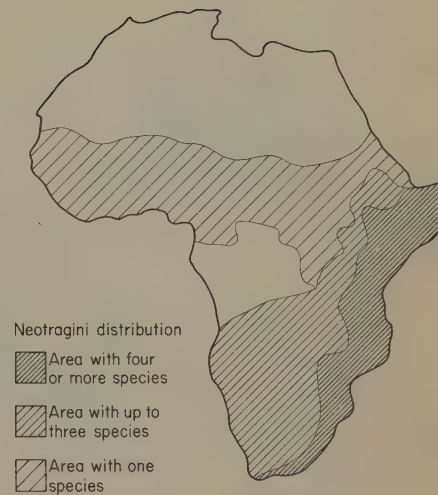 Neotragini distribution
Area with four
or more species
Area with up to
three species
Area with one
species